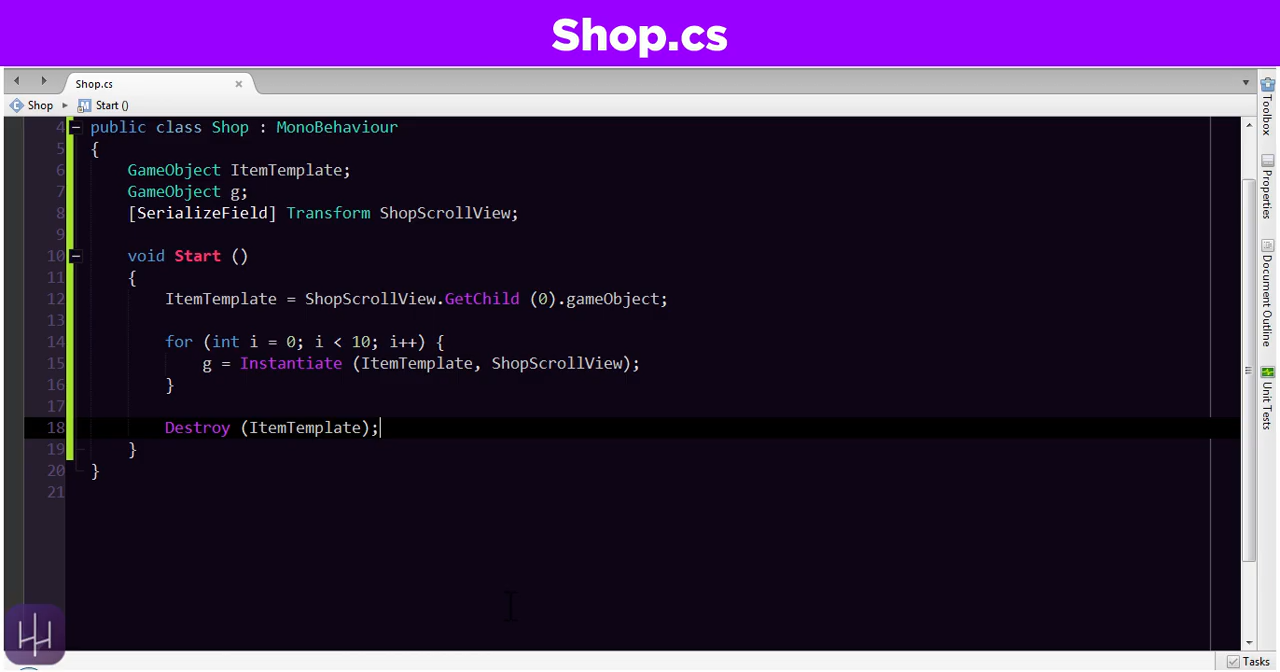 Shop.cs
Shop.cs
Shop Start ()
4 public class Shop : MonoBehaviour
5 {
6 GameObject ItemTemplate;
7 GameObject g;
8 [SerializeField] Transform ShopScrollView;
9
10 void Start ()
11 {
12 ItemTemplate = ShopScrollView.GetChild (0).gameObject;
13
14 for (int i = 0; i < 10; i++) {
15 g = Instantiate (ItemTemplate, ShopScrollView);
16 }
17
18 Destroy (ItemTemplate);
19 }
20 }
21
Toolbox
Properties
Document Outline
Unit Tests
Tasks